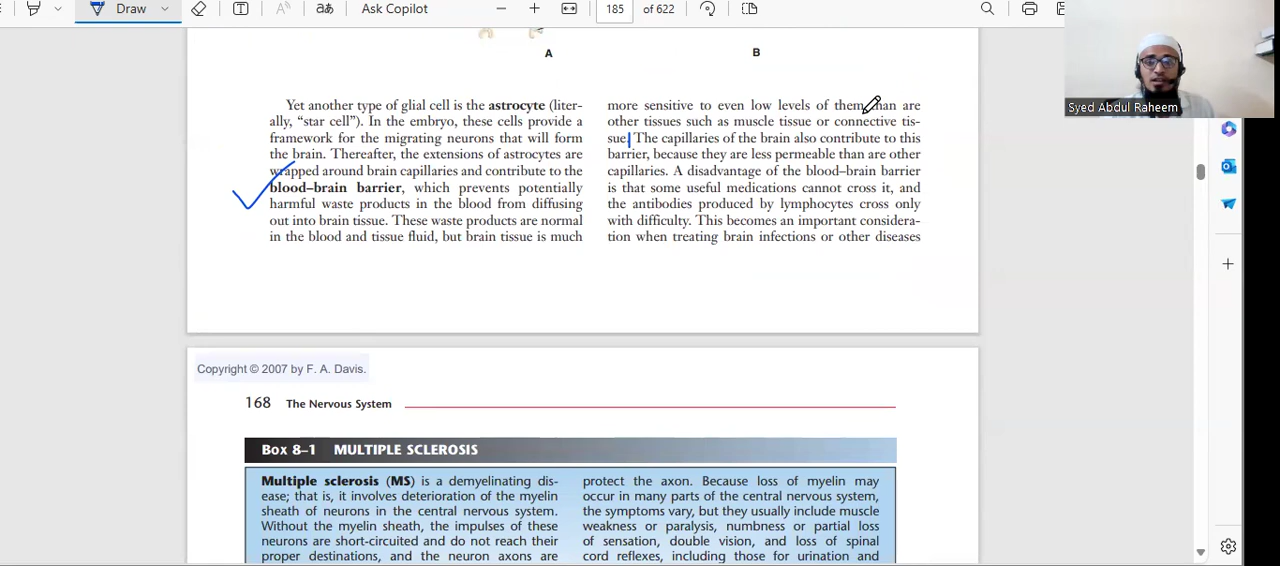 Draw
A
aあ
Ask Copilot
185
of 622
Syed Abdul Raheem
A
B
Yet another type of glial cell is the astrocyte (liter-
ally, “star cell”). In the embryo, these cells provide a
framework for the migrating neurons that will form
the brain. Thereafter, the extensions of astrocytes are
wrapped around brain capillaries and contribute to the
blood–brain barrier, which prevents potentially
harmful waste products in the blood from diffusing
out into brain tissue. These waste products are normal
in the blood and tissue fluid, but brain tissue is much
more sensitive to even low levels of them than are
other tissues such as muscle tissue or connective tis-
sue. The capillaries of the brain also contribute to this
barrier, because they are less permeable than are other
capillaries. A disadvantage of the blood–brain barrier
is that some useful medications cannot cross it, and
the antibodies produced by lymphocytes cross only
with difficulty. This becomes an important considera-
tion when treating brain infections or other diseases
Copyright © 2007 by F. A. Davis.
168 The Nervous System
Box 8–1 MULTIPLE SCLEROSIS
Multiple sclerosis (MS) is a demyelinating dis-
ease; that is, it involves deterioration of the myelin
sheath of neurons in the central nervous system.
Without the myelin sheath, the impulses of these
neurons are short-circuited and do not reach their
proper destinations, and the neuron axons are
protect the axon. Because loss of myelin may
occur in many parts of the central nervous system,
the symptoms vary, but they usually include muscle
weakness or paralysis, numbness or partial loss
of sensation, double vision, and loss of spinal
cord reflexes, including those for urination and